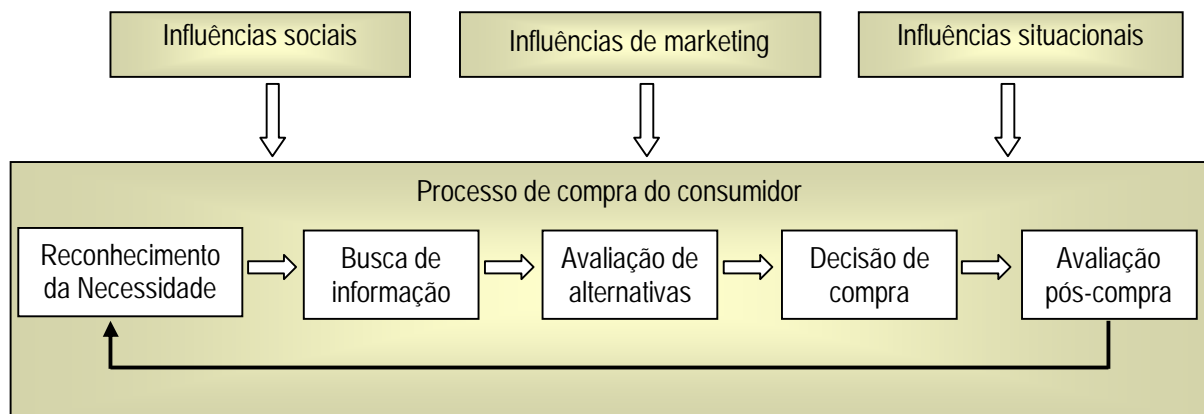 Influências sociais
Influências de marketing
Influências situacionais
Processo de compra do consumidor
Reconhecimento
da Necessidade
Busca de
informação
Avaliação de
alternativas
Decisão de
compra
Avaliação
pós-compra